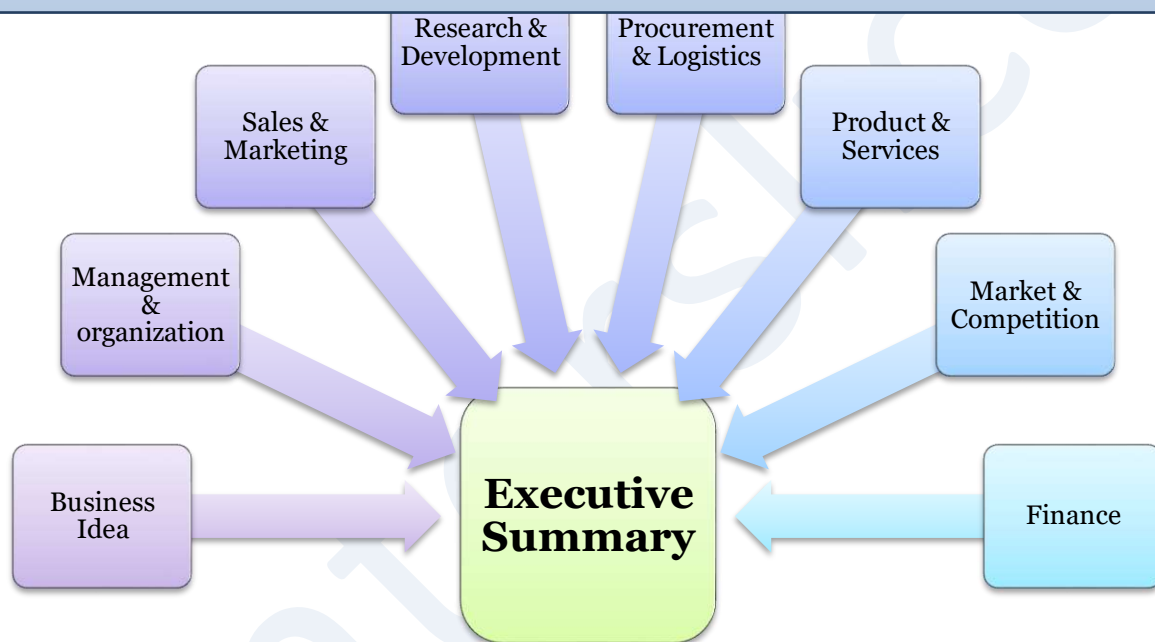 Research &
Development
Procurement
& Logistics
Sales &
Marketing
Product &
Services
Management
&
organization
Market &
Competition
Business
Idea
Executive
Summary
Finance